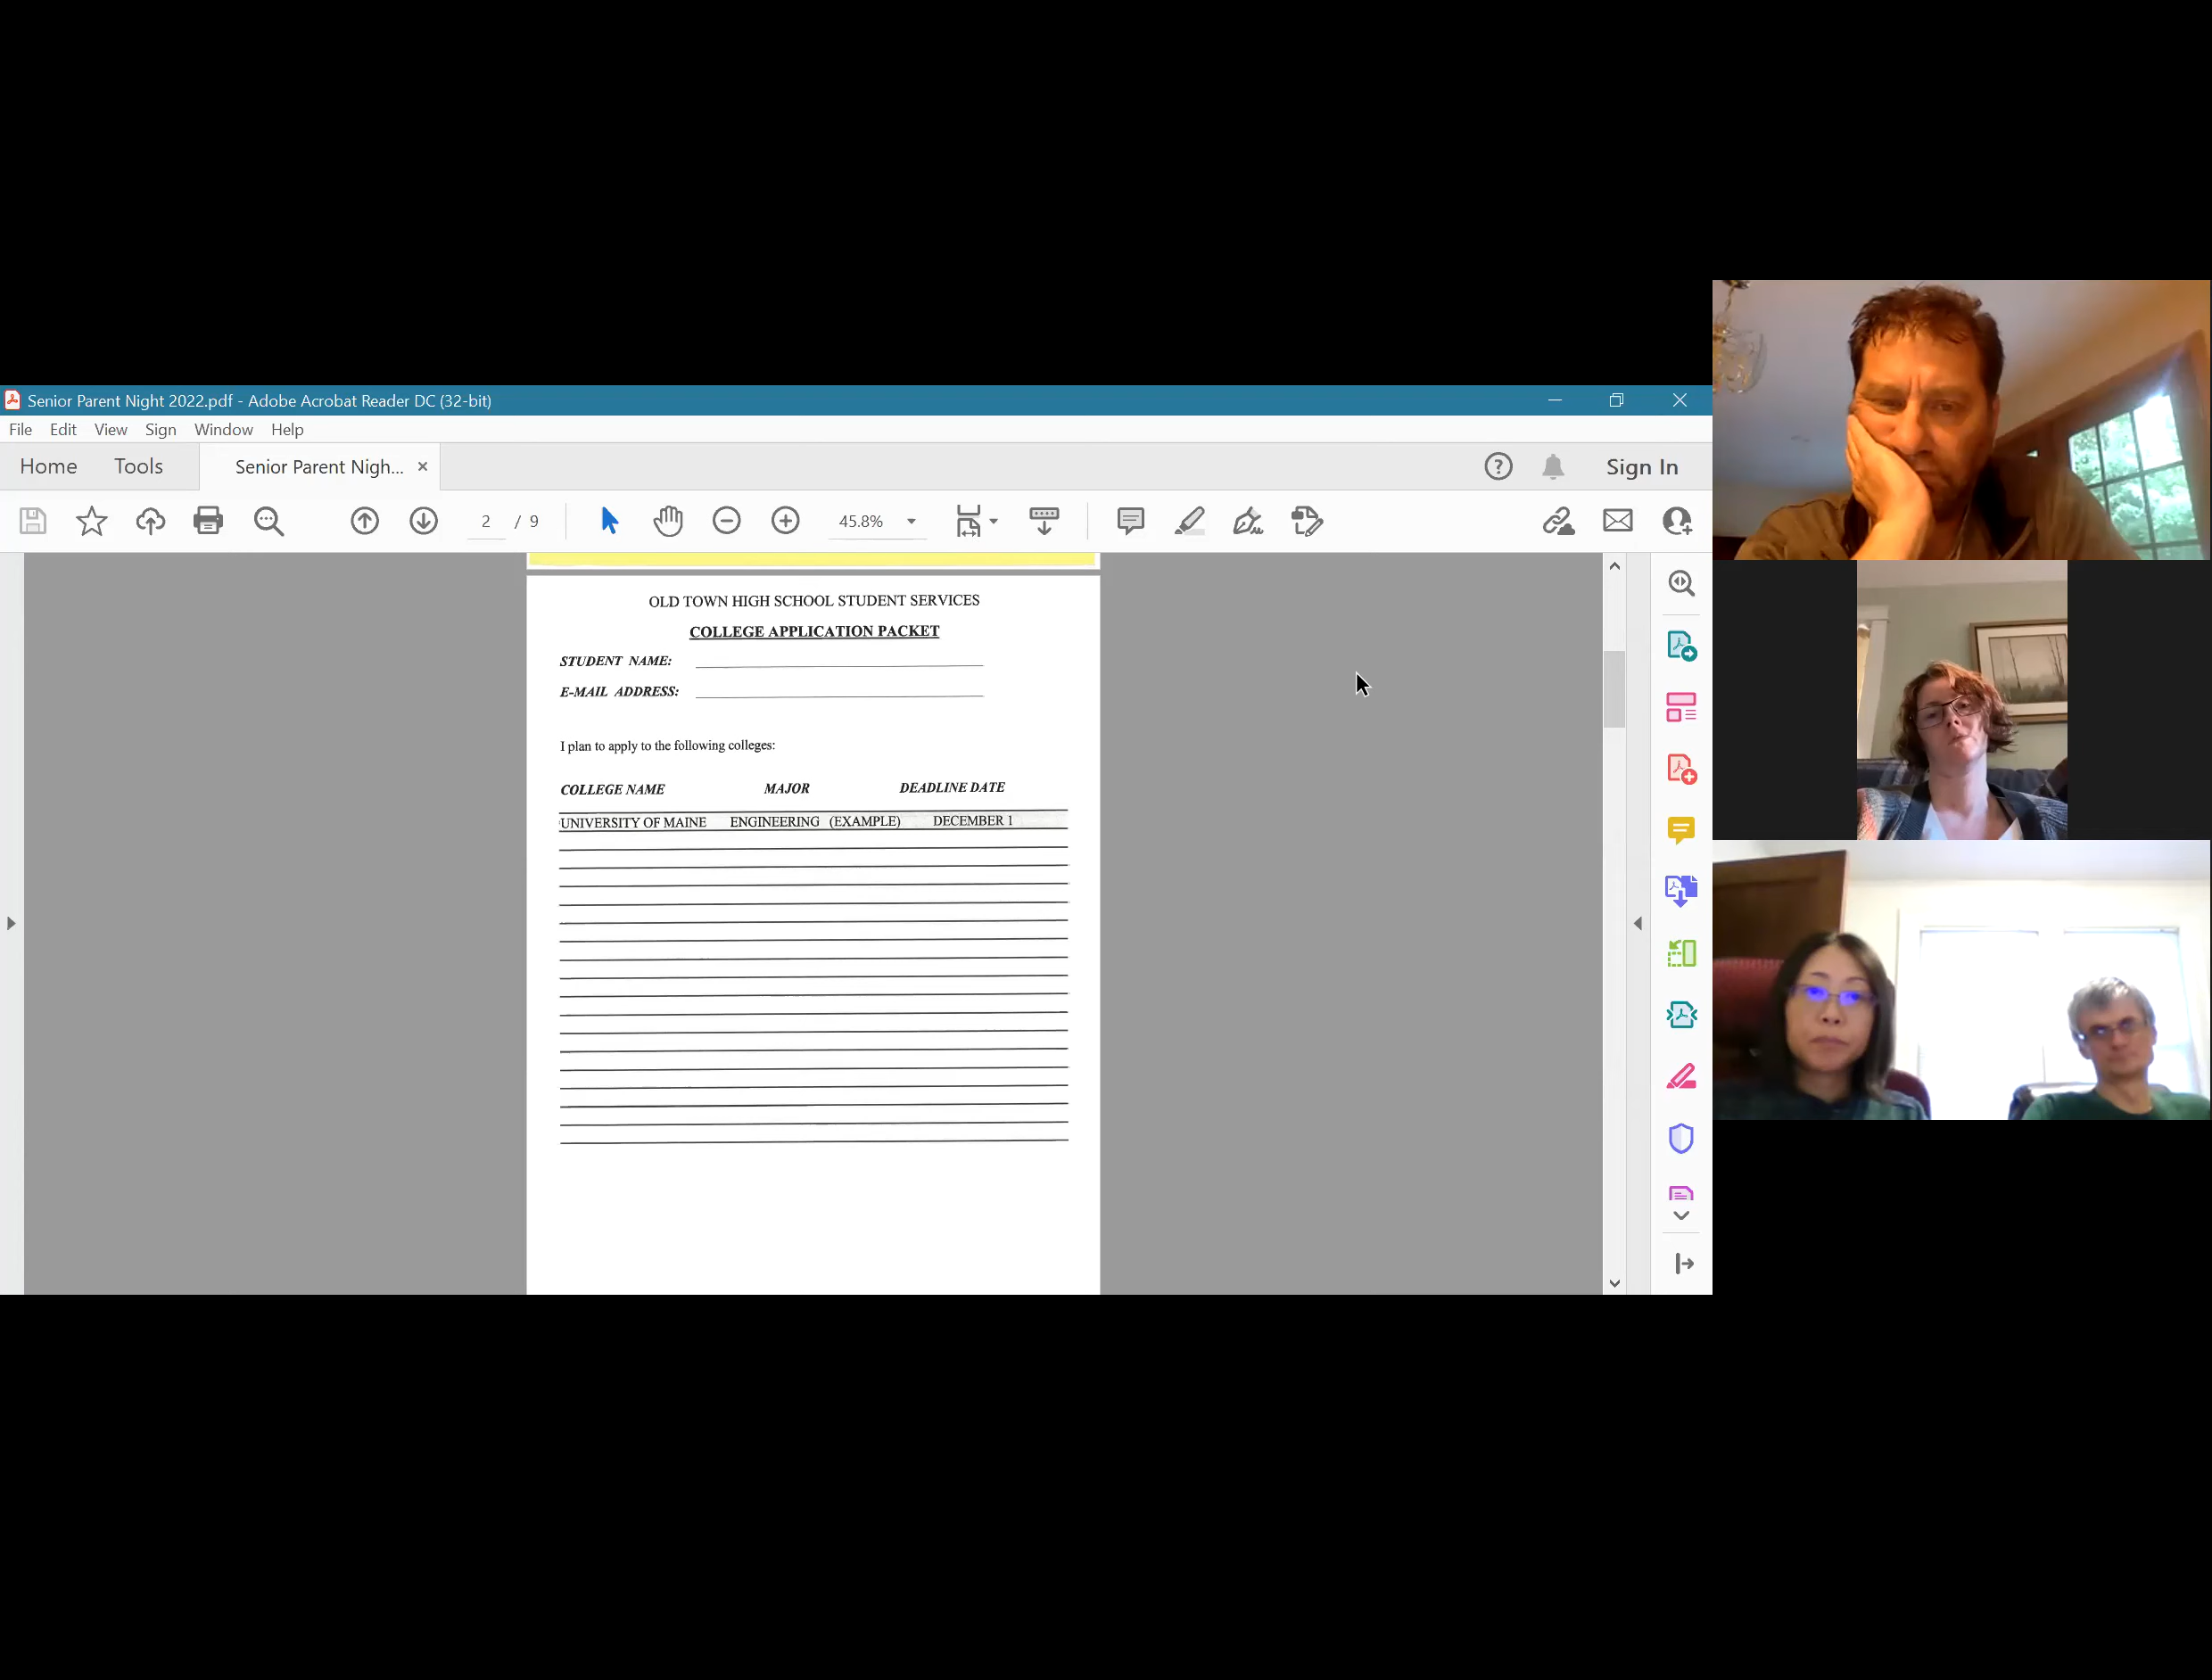 Senior Parent Night 2022.pdf - Adobe Acrobat Reader DC (32-bit)
File Edit View Sign Window Help
Home Tools Senior Parent Nigh... × Sign In
2 / 9 45.8%
OLD TOWN HIGH SCHOOL STUDENT SERVICES
COLLEGE APPLICATION PACKET
STUDENT NAME:
E-MAIL ADDRESS:
I plan to apply to the following colleges:
COLLEGE NAME MAJOR DEADLINE DATE
UNIVERSITY OF MAINE ENGINEERING (EXAMPLE) DECEMBER 1